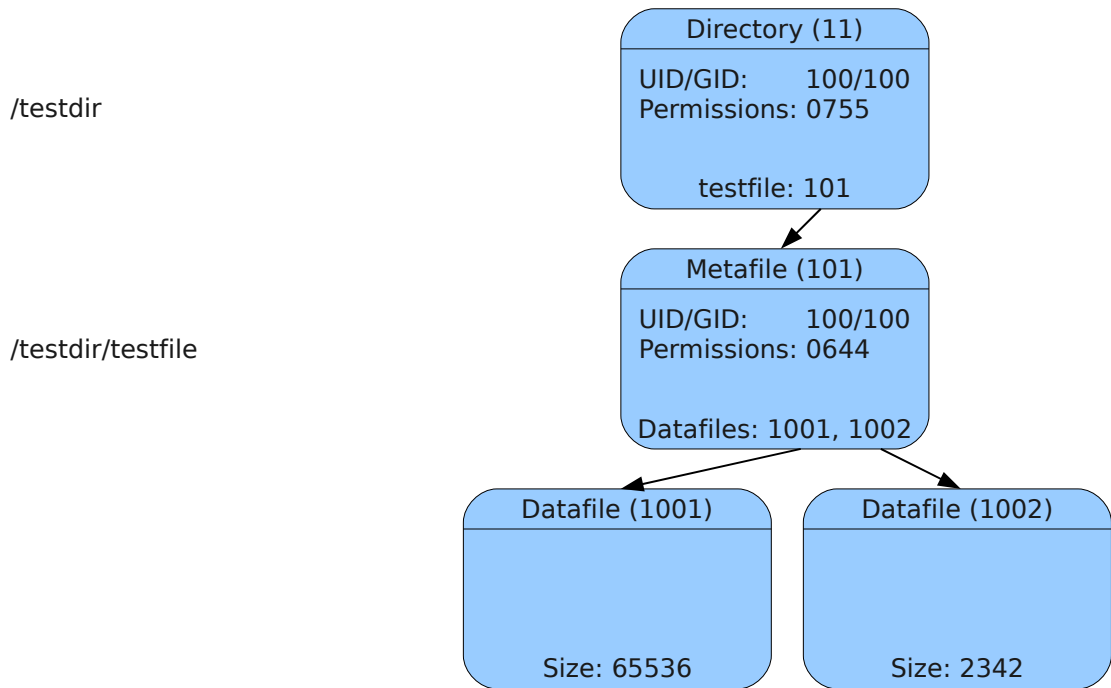 Directory (11)
/testdir
UID/GID: 100/100
Permissions: 0755
testfile: 101
Metafile (101)
/testdir/testfile
UID/GID: 100/100
Permissions: 0644
Datafiles: 1001, 1002
Datafile (1001)
Size: 65536
Datafile (1002)
Size: 2342